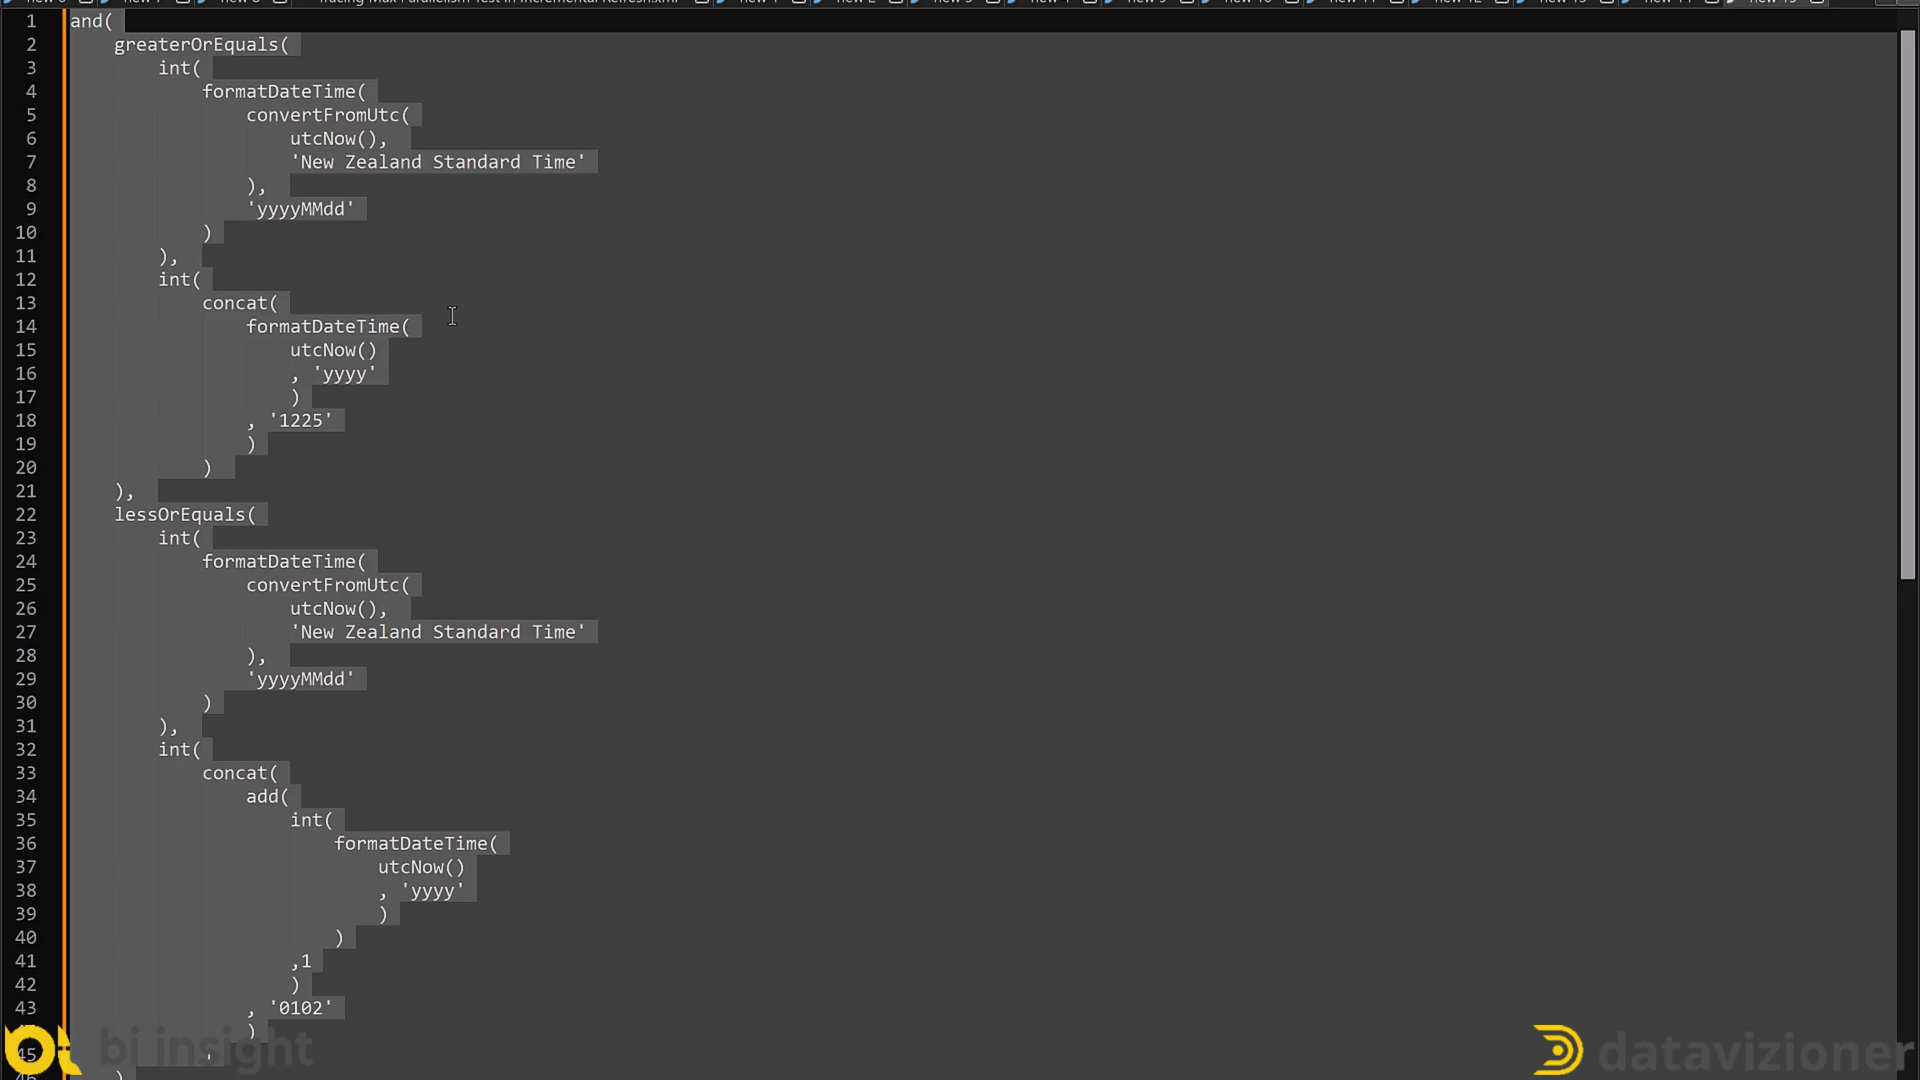 1 and(
2 greaterOrEquals(
3 int(
4 formatDateTime(
5 convertFromUtc(
6 utcNow(),
7 'New Zealand Standard Time'
8 ),
9 'yyyyMMdd'
10 )
11 ),
12 int(
13 concat(
14 formatDateTime(
15 utcNow()
16 , 'yyyy'
17 )
18 , '1225'
19 )
20 )
21 ),
22 lessOrEquals(
23 int(
24 formatDateTime(
25 convertFromUtc(
26 utcNow(),
27 'New Zealand Standard Time'
28 ),
29 'yyyyMMdd'
30 )
31 ),
32 int(
33 concat(
34 add(
35 int(
36 formatDateTime(
37 utcNow()
38 , 'yyyy'
39 )
40 )
41 ,1
42 )
43 , '0102'
)
45
bi insight
datavizioner